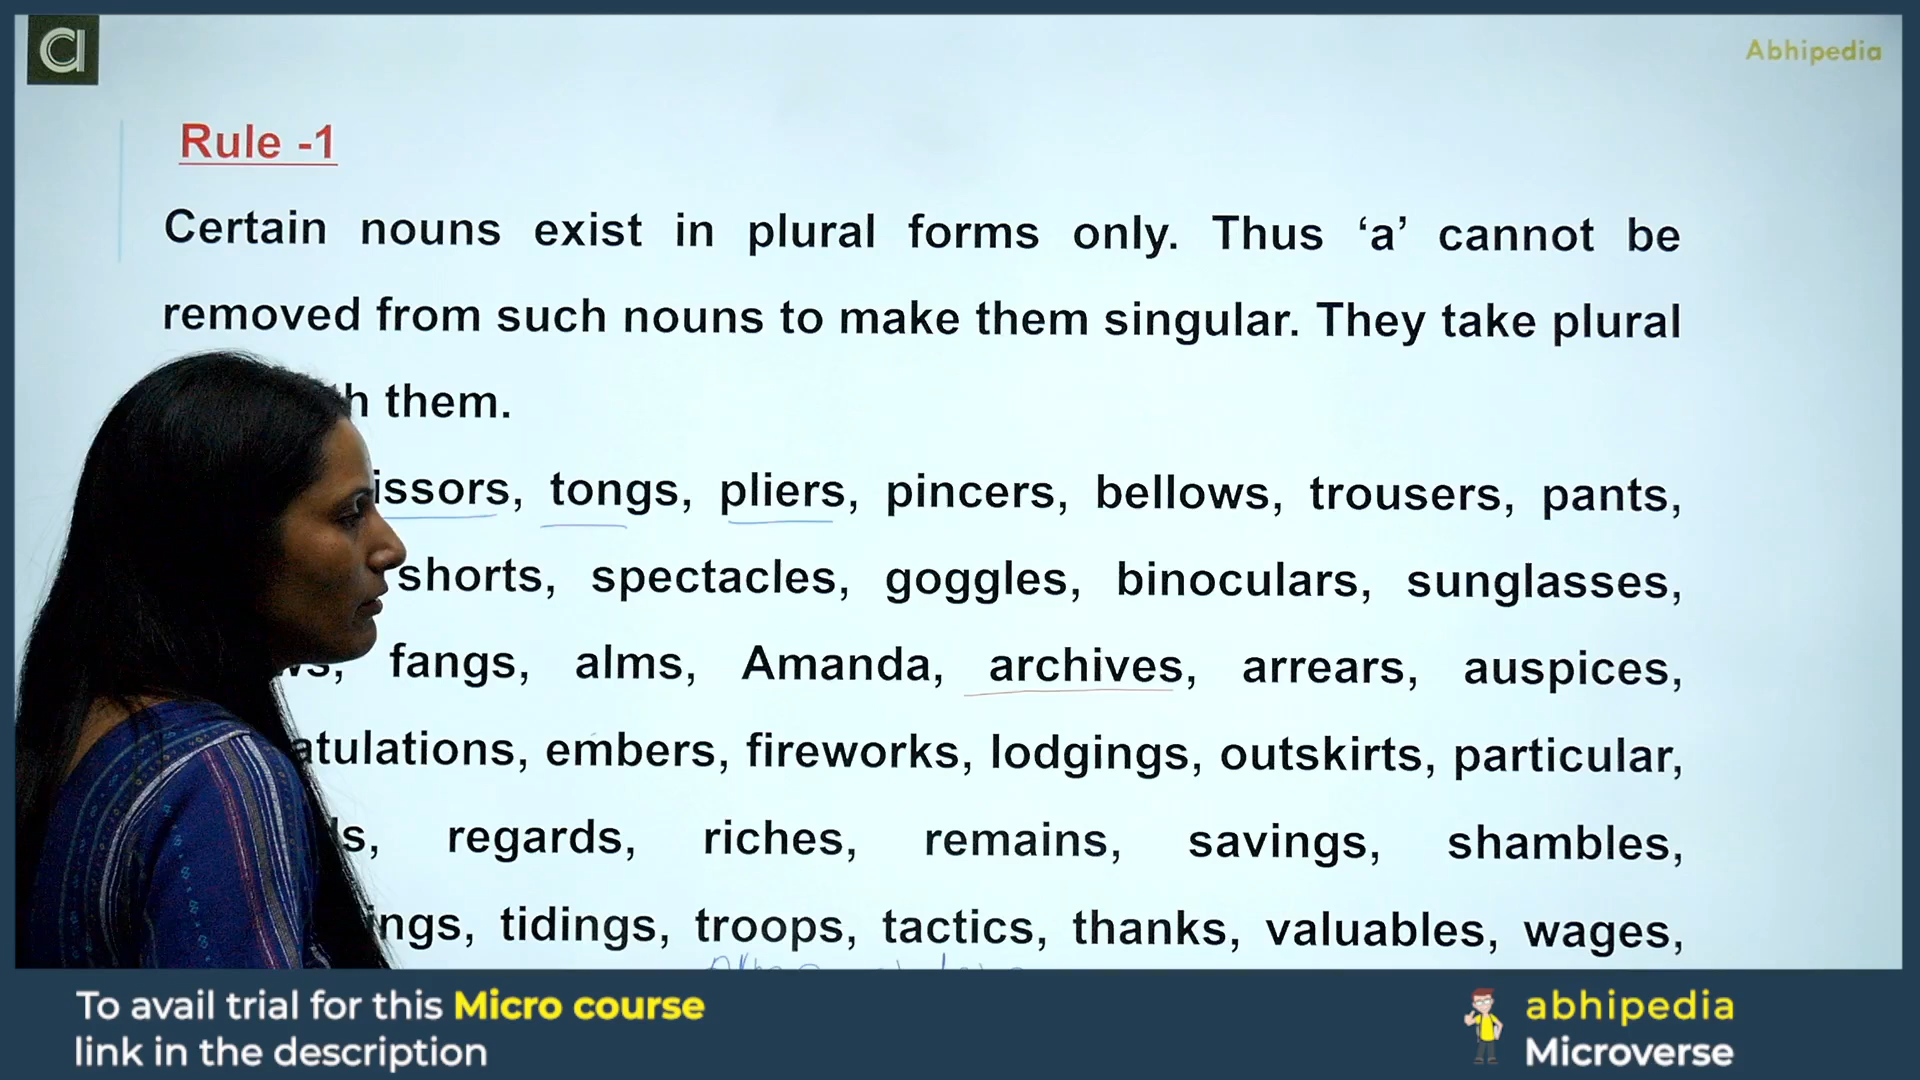 a
Abhipedia
Rule -1
Certain nouns exist in plural forms only. Thus ‘a’ cannot be
removed from such nouns to make them singular. They take plural
them.
tongs, pliers, pincers, bellows, trousers, pants,
shorts, spectacles, goggles, binoculars, sunglasses,
fangs, alms, Amanda, archives, arrears, auspices,
embers, fireworks, lodgings, outskirts, particular,
regards, riches, remains, savings, shambles,
tidings, troops, tactics, thanks, valuables, wages,
To avail trial for this Micro course
link in the description
abhipedia
Microverse